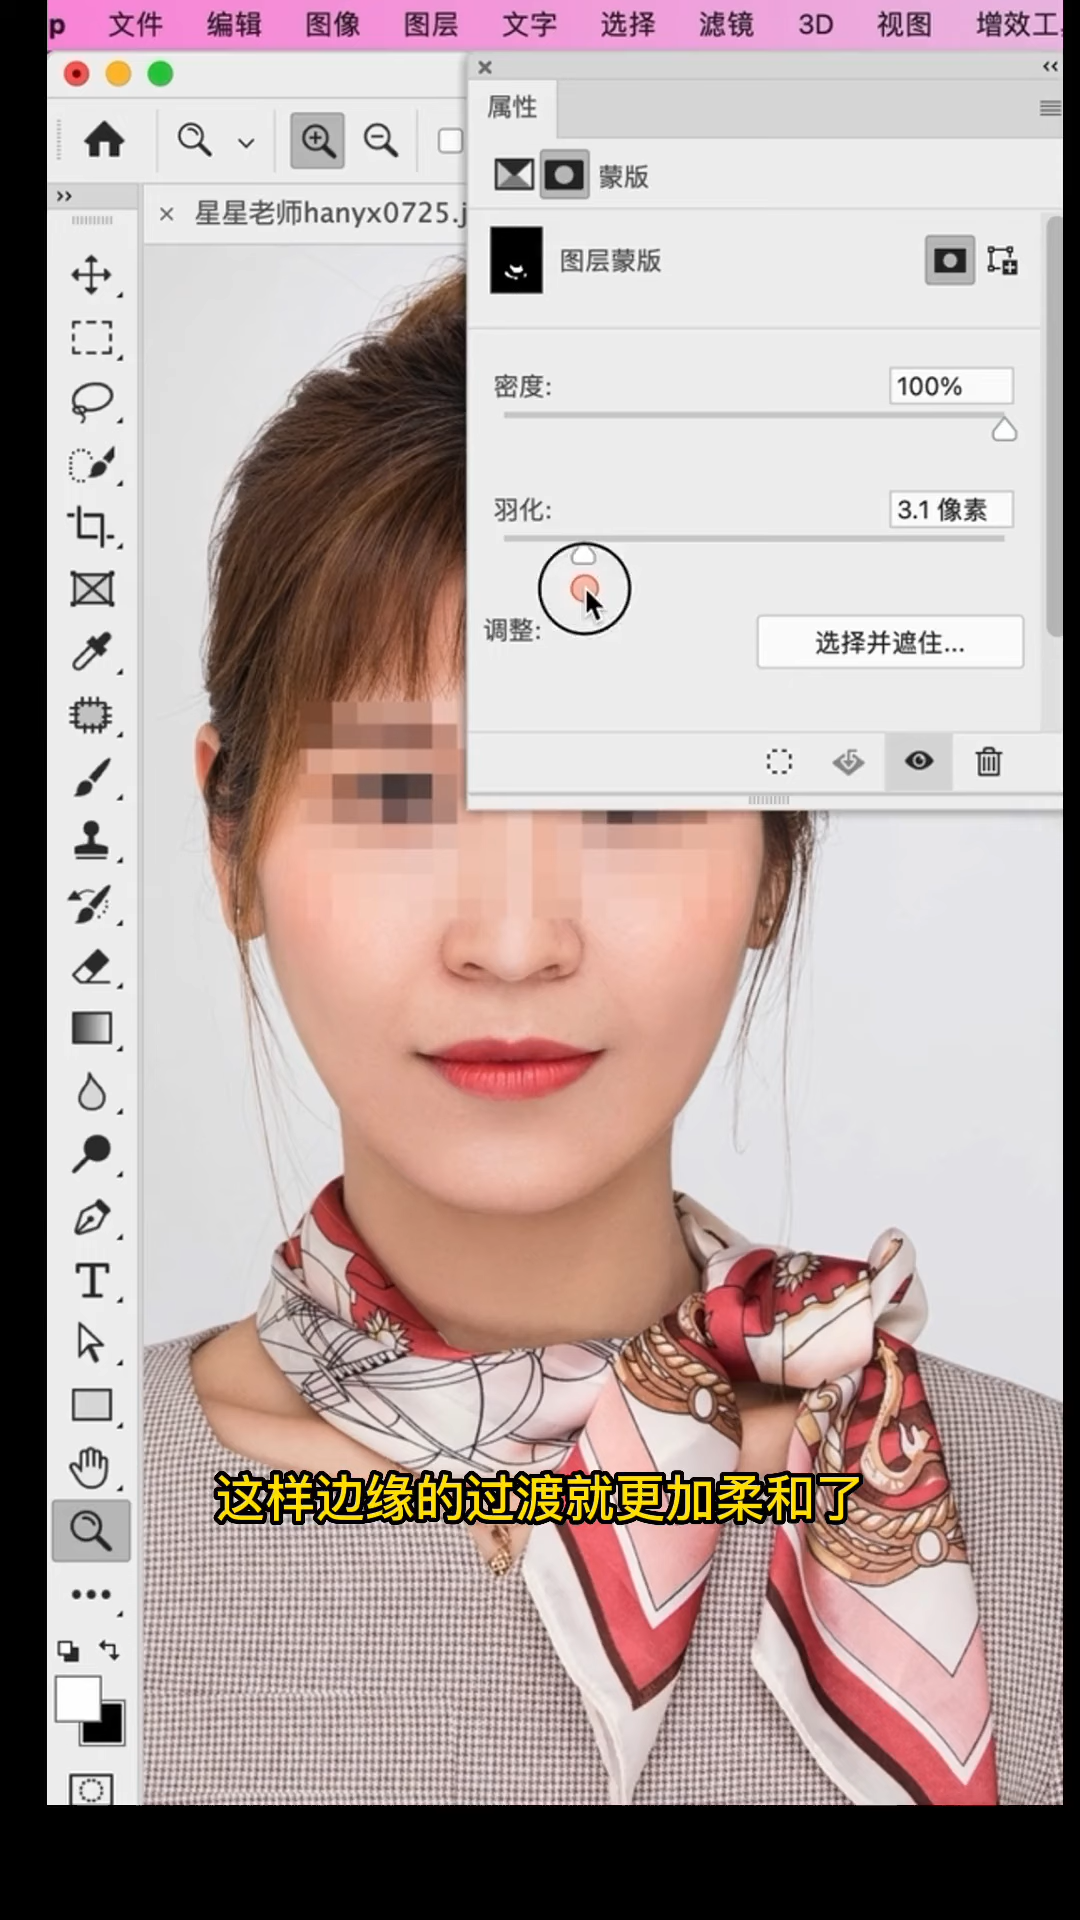 p 文件 编辑 图像 图层 文字 选择 滤镜 3D 视图 增效工
属性
蒙版
星星老师hanyx0725.j
图层蒙版
密度: 100%
羽化: 3.1 像素
调整: 选择并遮住...
这样边缘的过渡就更加柔和了